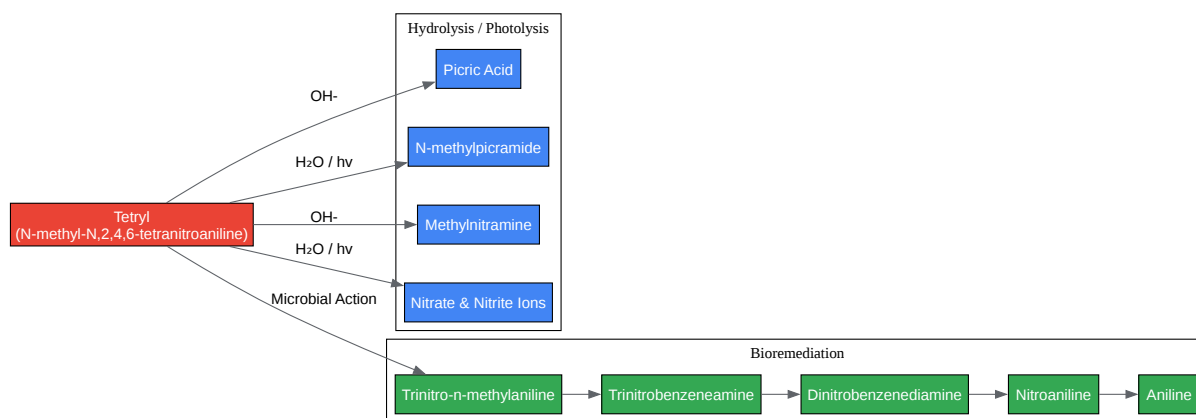 Hydrolysis / Photolysis
Picric Acid
OH-
N-methylpicramide
H₂O / hv
Tetryl
(N-methyl-N,2,4,6-tetranitroaniline)
OH-
Methylnitramine
H₂O / hv
Nitrate & Nitrite Ions
Microbial Action
Bioremediation
Trinitro-n-methylaniline
Trinitrobenzeneamine
Dinitrobenzenediamine
Nitroaniline
Aniline